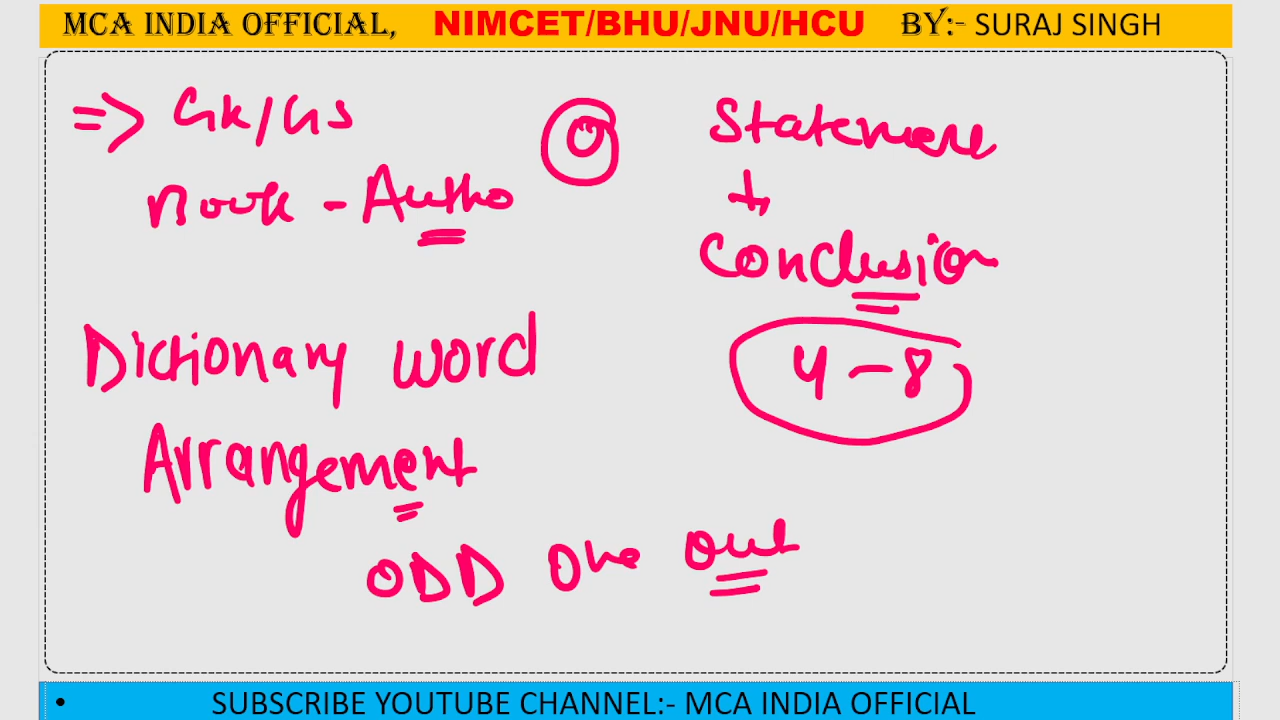 MCA INDIA OFFICIAL, NIMCET/BHU/JNU/HCU BY:- SURAJ SINGH
=> GK/GS
Book - Autho
O
Statement
+
Conclusion
4-8
Dictionary word
Arrangement
ODD One out
• SUBSCRIBE YOUTUBE CHANNEL:- MCA INDIA OFFICIAL